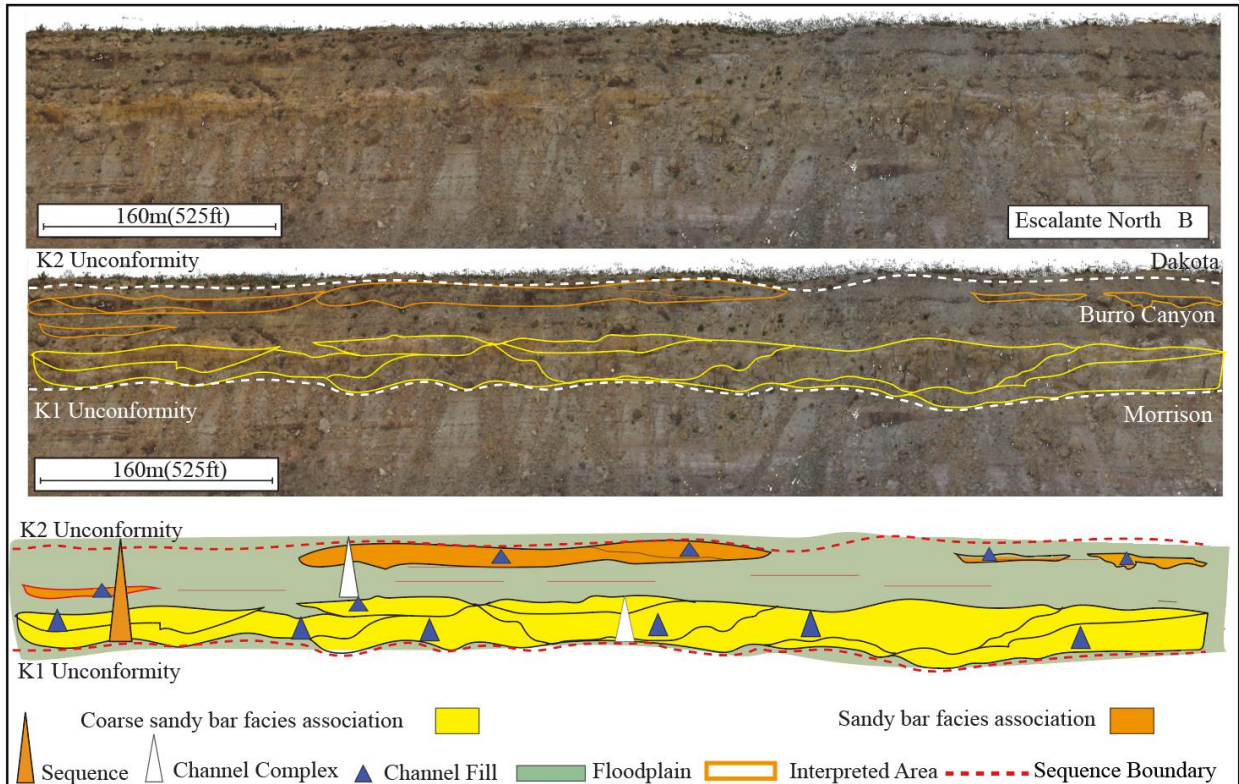 160m(525ft)
Escalante North B
K2 Unconformity
Dakota
Burro Canyon
K1 Unconformity
Morrison
160m(525ft)
K2 Unconformity
K1 Unconformity
Coarse sandy bar facies association
Sandy bar facies association
Sequence Channel Complex Channel Fill Floodplain Interpreted Area Sequence Boundary